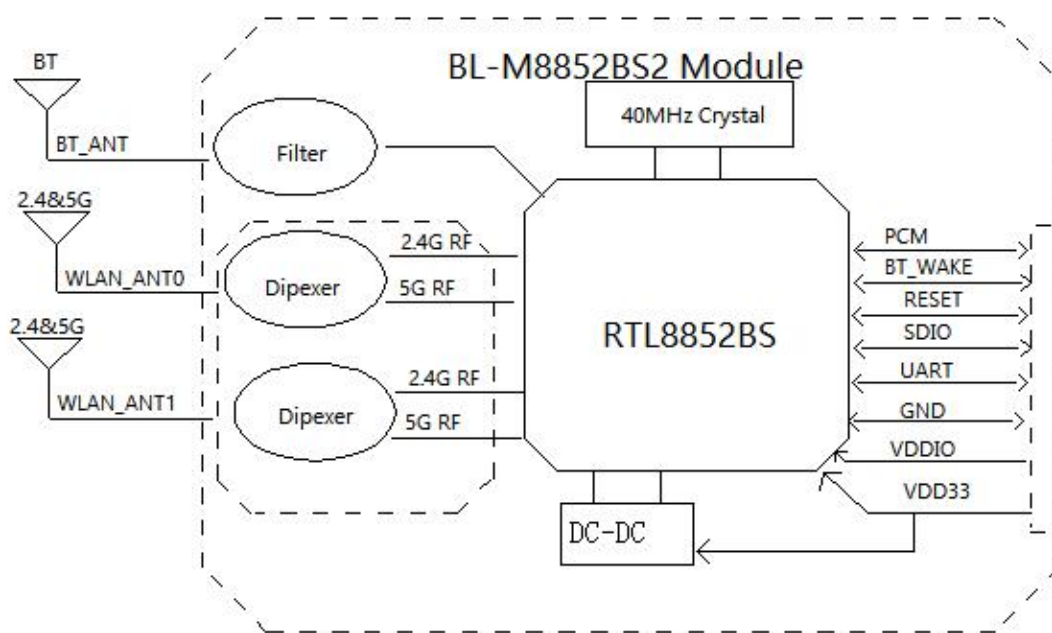 BL-M8852BS2 Module
BT
40MHz Crystal
BT_ANT
Filter
2.4&5G
2.4G RF
PCM
WLAN_ANT0
Dipexer
BT_WAKE
5G RF
RESET
2.4&5G
RTL8852BS
SDIO
2.4G RF
UART
WLAN_ANT1
Dipexer
5G RF
GND
VDDIO
VDD33
DC-DC